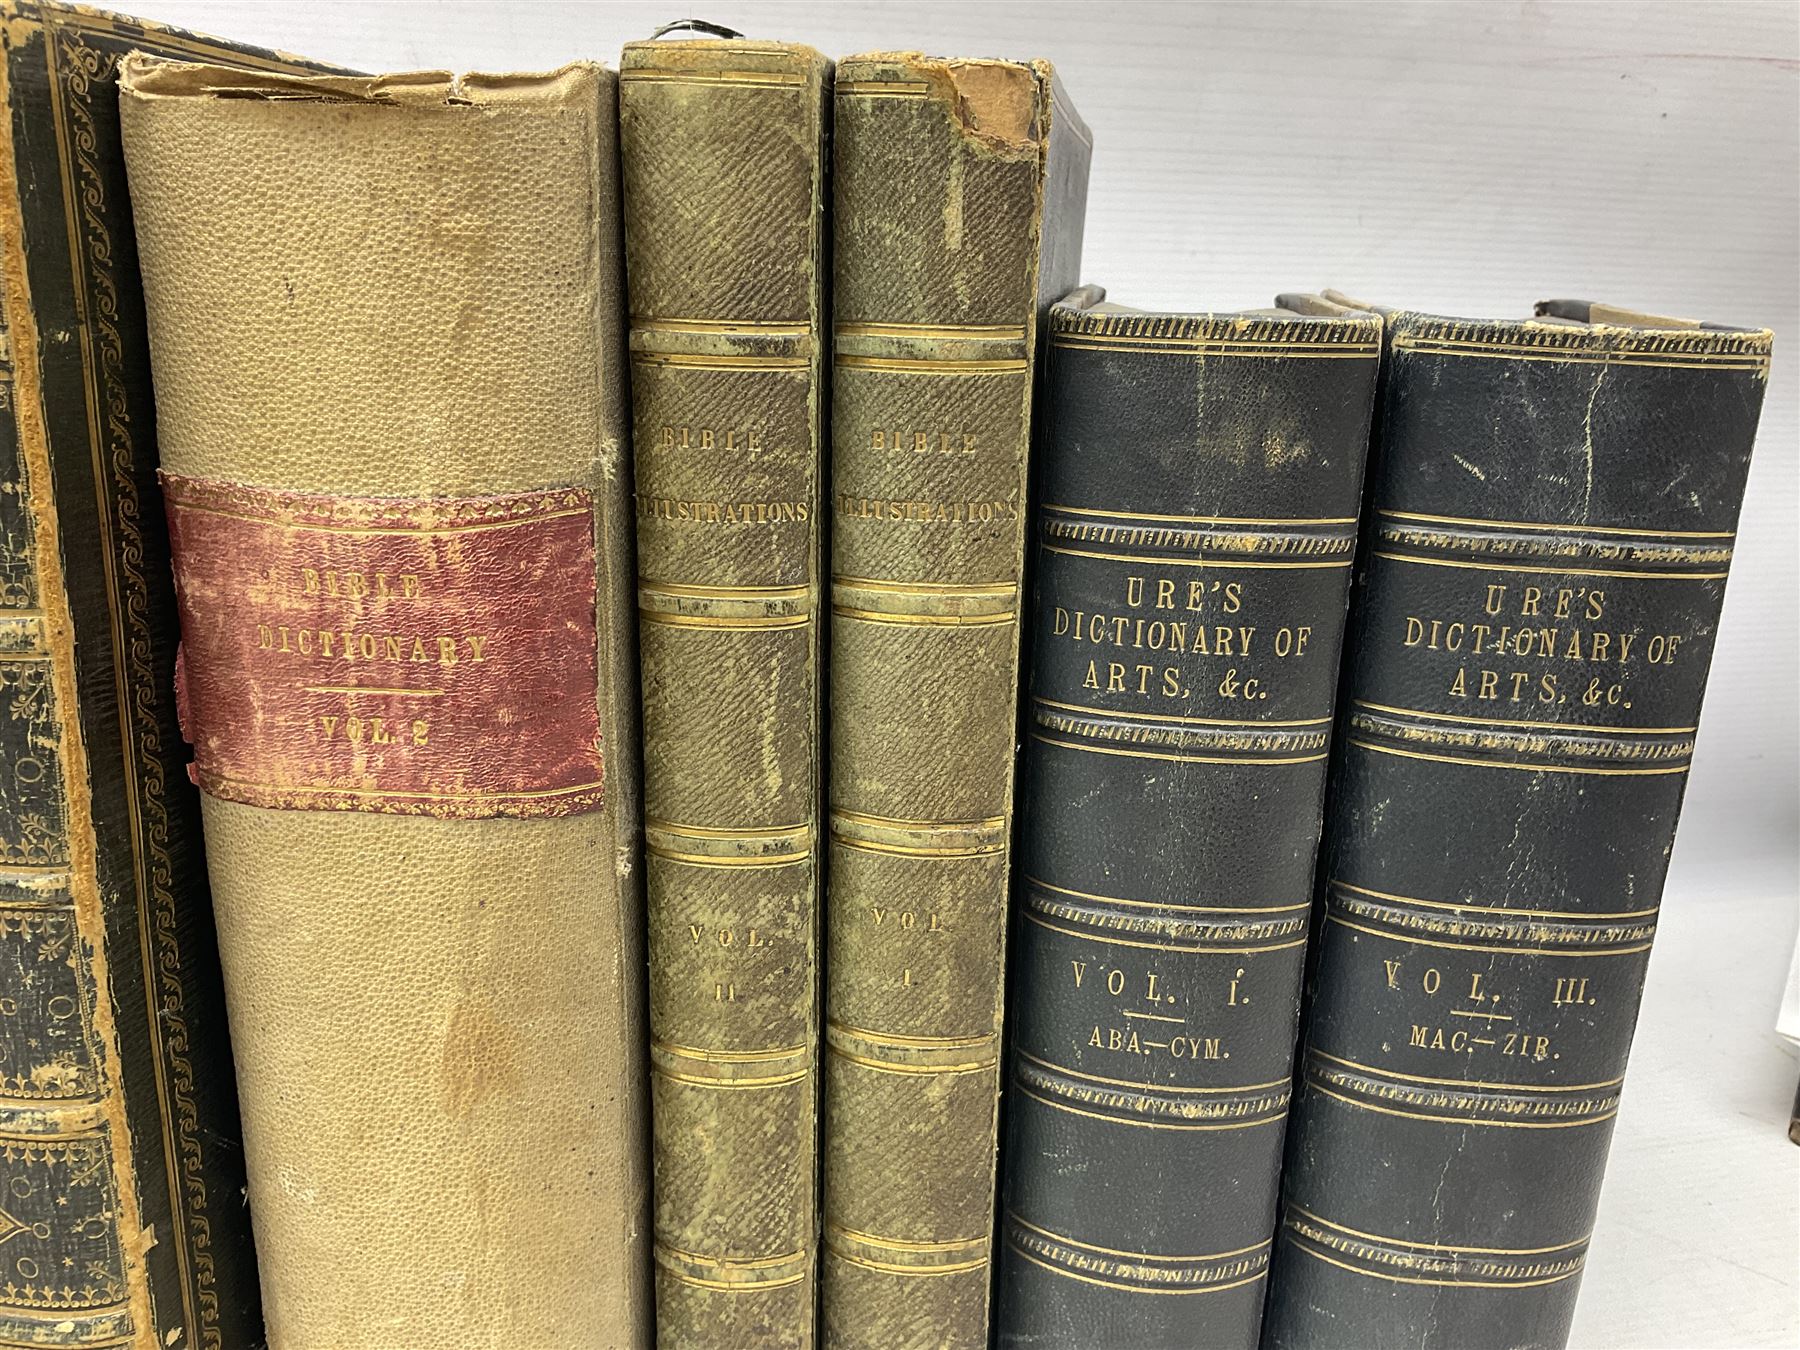 BIBLE
DICTIONARY
VOL. 2
BIBLE
ILLUSTRATIONS
VOL.
II
BIBLE
ILLUSTRATIONS
VOL
I
URE'S
DICTIONARY OF
ARTS, &c.
VOL. I.
ABA.—CYM.
URE'S
DICTIONARY OF
ARTS, &c.
VOL. III.
MAC.—ZIR.